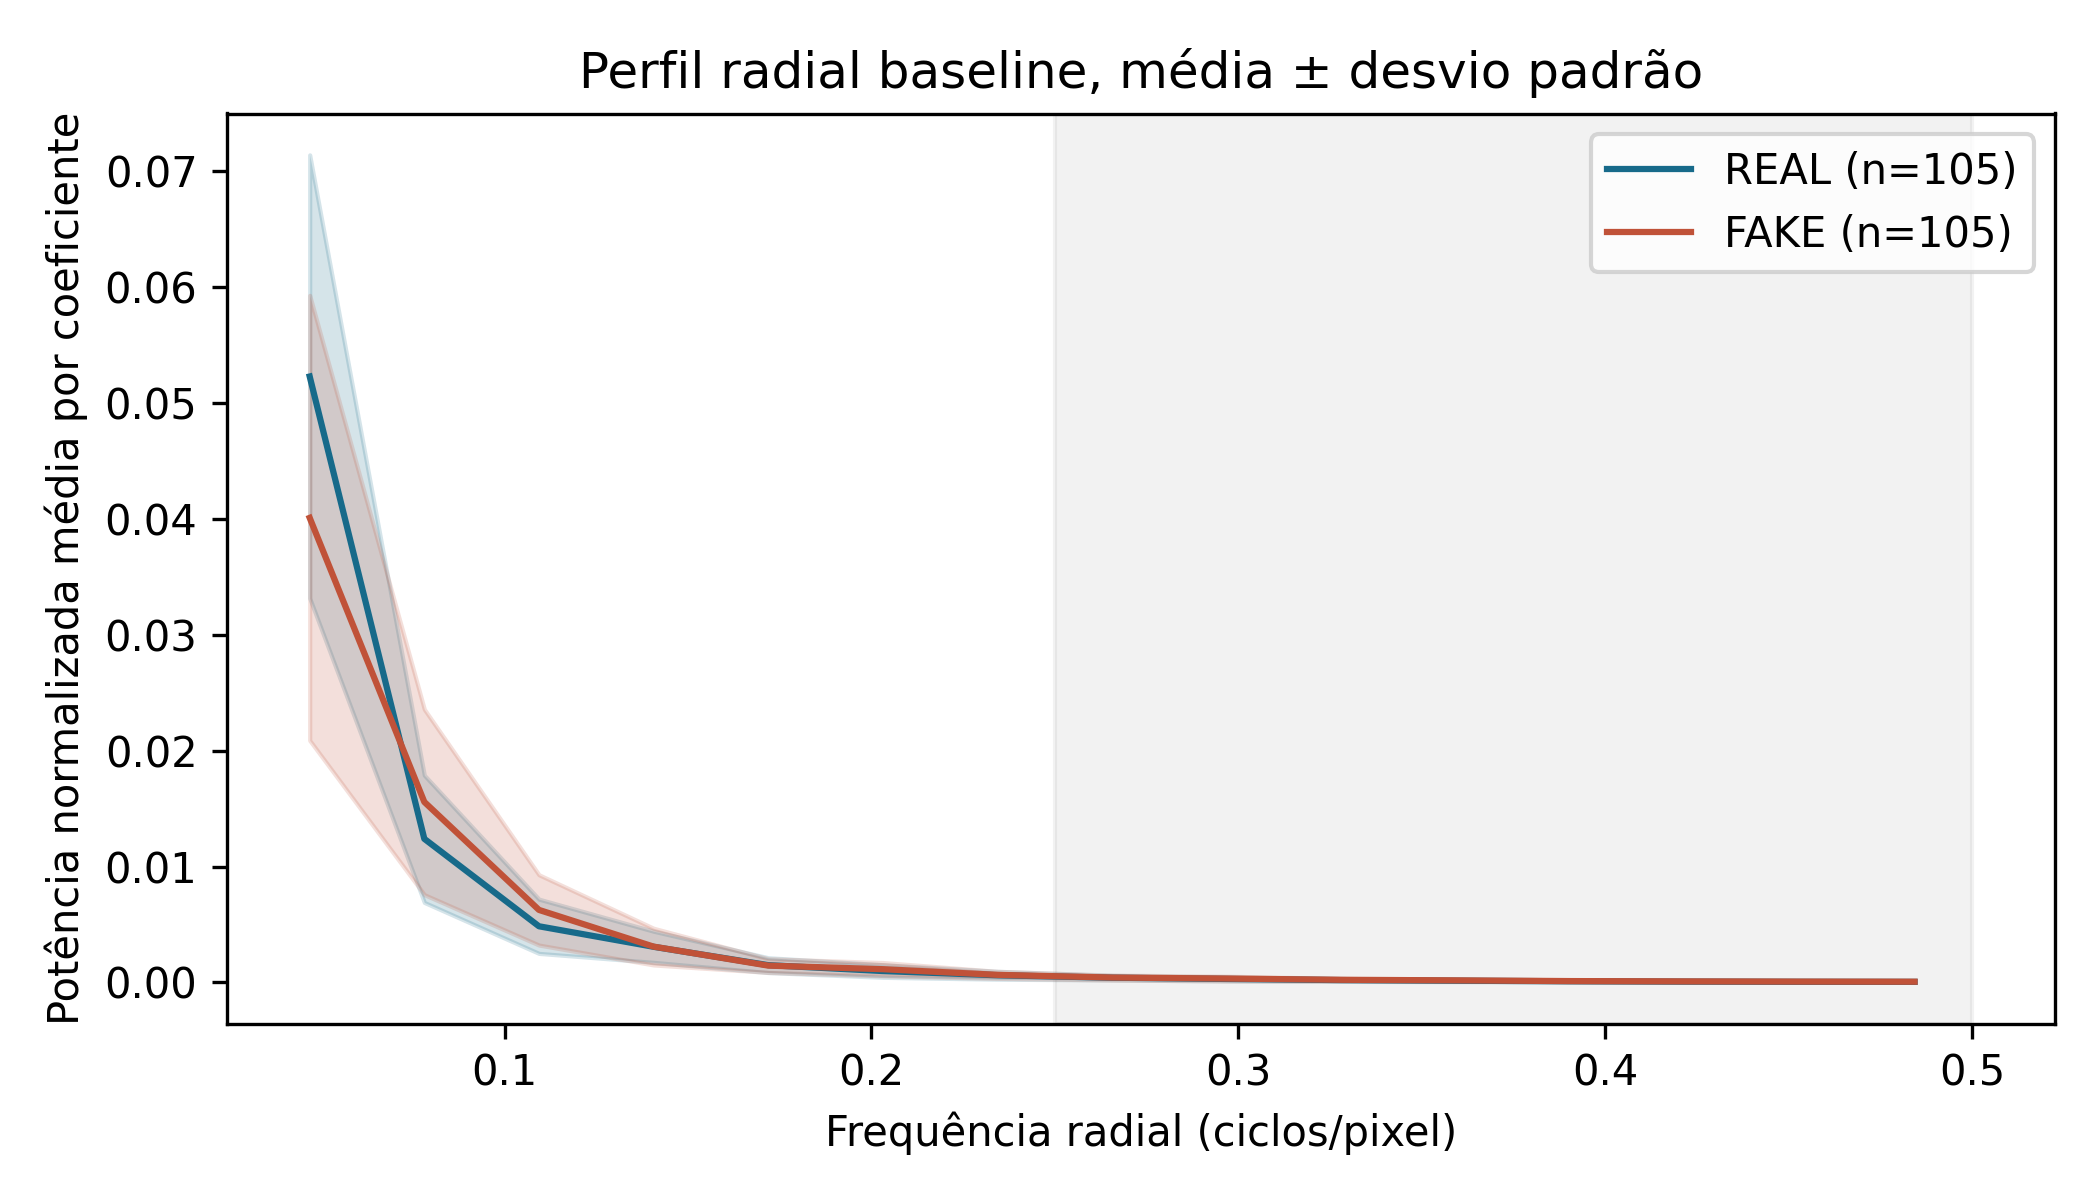 Perfil radial baseline, média ± desvio padrão
Potência normalizada média por coeficiente
0.07
0.06
0.05
0.04
0.03
0.02
0.01
0.00
REAL (n=105)
FAKE (n=105)
0.1
0.2
0.3
0.4
0.5
Frequência radial (ciclos/pixel)